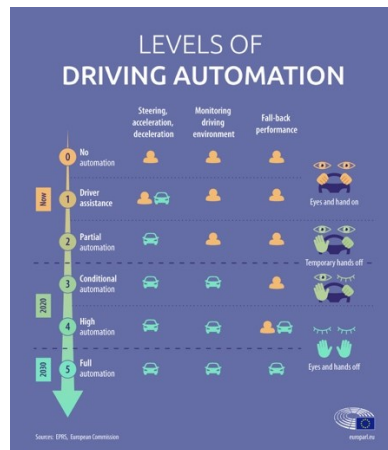 LEVELS OF
DRIVING AUTOMATION
Steering,
acceleration,
deceleration
Monitoring
driving
environment
Fall-back
performance
0 No
automation
Now
1 Driver
assistance
Eyes and hand on
2 Partial
automation
Temporary hands off
2020
3 Conditional
automation
4 High
automation
2030
5 Full
automation
Eyes and hands off
Sources: EPRS, European Commission
europarl.eu